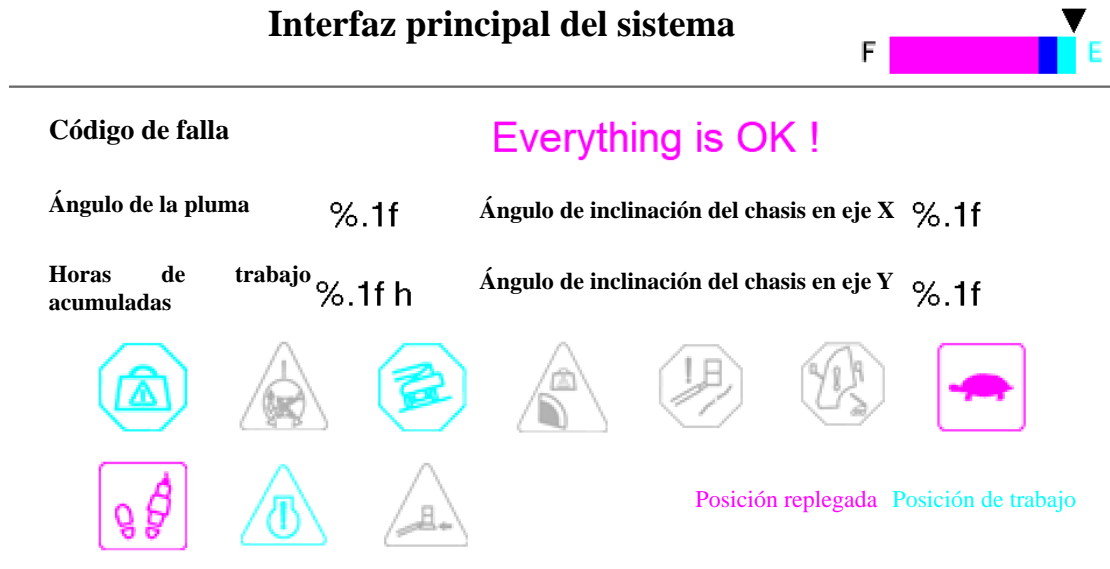 Interfaz principal del sistema
F E
Código de falla Everything is OK !
Ángulo de la pluma %.1f Ángulo de inclinación del chasis en eje X %.1f
Horas de trabajo
acumuladas %.1f h Ángulo de inclinación del chasis en eje Y %.1f
Posición replegada Posición de trabajo